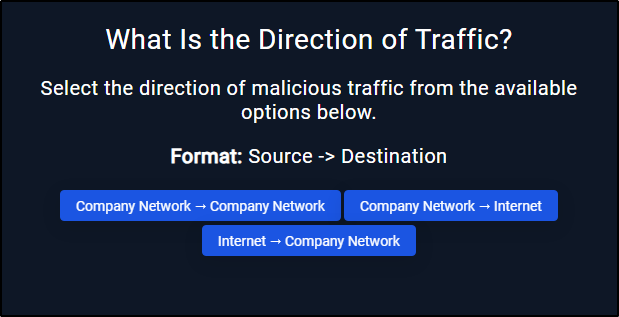 What Is the Direction of Traffic?
Select the direction of malicious traffic from the available
options below.
Format: Source -> Destination
Company Network → Company Network
Company Network → Internet
Internet → Company Network